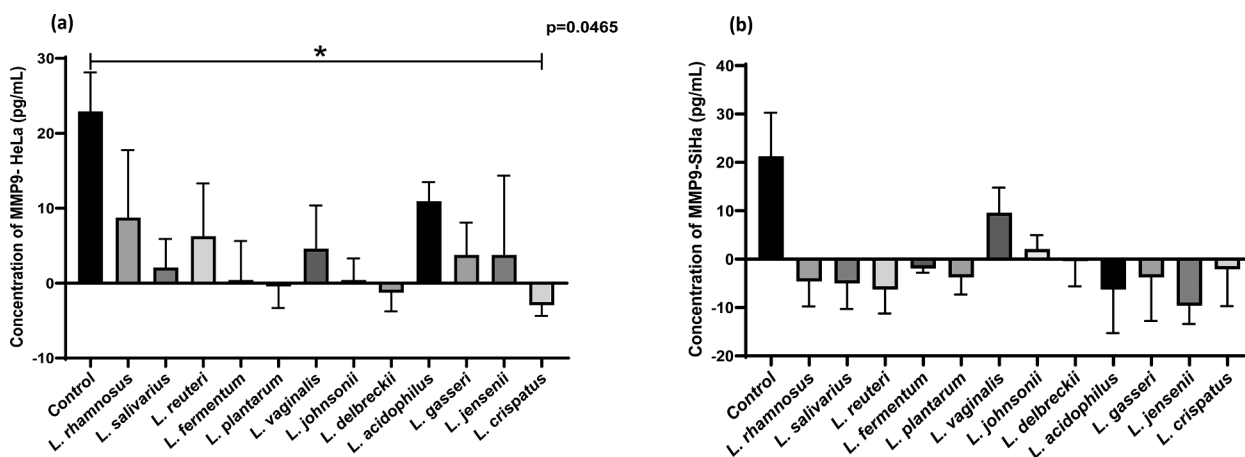 (a)
p=0.0465
*
Concentration of MMP9- HeLa (pg/mL)
30
20
10
0
-10
Control
L. rhamnosus
L. salivarius
L. reuteri
L. fermentum
L. plantarum
L. vaginalis
L. johnsonii
L. delbreckii
L. acidophilus
L. gasseri
L. jensenii
L. crispatus
(b)
Concentration of MMP9-SiHa (pg/mL)
40
30
20
10
0
-10
-20
Control
L. rhamnosus
L. salivarius
L. reuteri
L. fermentum
L. plantarum
L. vaginalis
L. johnsonii
L. delbreckii
L. acidophilus
L. gasseri
L. jensenii
L. crispatus